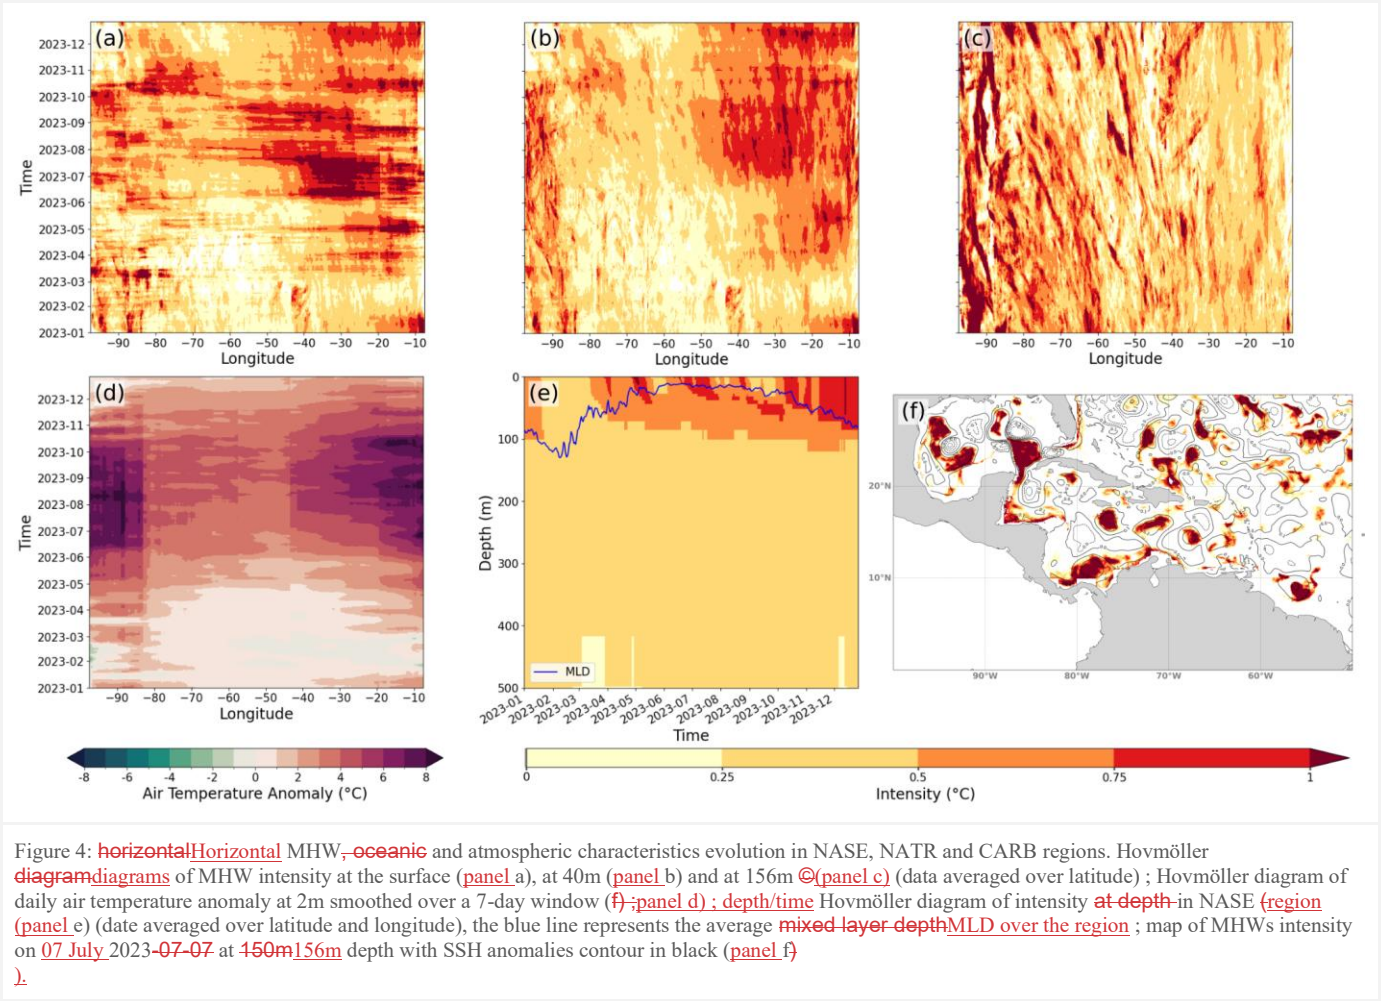 (a)
(b)
(c)
2023-12
2023-11
2023-10
2023-09
2023-08
2023-07
2023-06
2023-05
2023-04
2023-03
2023-02
2023-01
Time
−90 −80 −70 −60 −50 −40 −30 −20 −10
Longitude
−90 −80 −70 −60 −50 −40 −30 −20 −10
Longitude
−90 −80 −70 −60 −50 −40 −30 −20 −10
Longitude
(d)
2023-12
2023-11
2023-10
2023-09
2023-08
2023-07
2023-06
2023-05
2023-04
2023-03
2023-02
2023-01
Time
−90 −80 −70 −60 −50 −40 −30 −20 −10
Longitude
(e)
0
100
200
300
400
500
Depth (m)
MLD
2023-01 2023-02 2023-03 2023-04 2023-05 2023-06 2023-07 2023-08 2023-09 2023-10 2023-11 2023-12
Time
(f)
20°N
10°N
90°W 80°W 70°W 60°W
-8 -6 -4 -2 0 2 4 6 8
Air Temperature Anomaly (°C)
0 0.25 0.5 0.75 1
Intensity (°C)
Figure 4: horizontalHorizontal MHW, oceanic and atmospheric characteristics evolution in NASE, NATR and CARB regions. Hovmöller
diagramdiagrams of MHW intensity at the surface (panel a), at 40m (panel b) and at 156m ©(panel c) (data averaged over latitude) ; Hovmöller diagram of
daily air temperature anomaly at 2m smoothed over a 7-day window (f) ;panel d) ; depth/time Hovmöller diagram of intensity at depth in NASE (region
(panel e) (date averaged over latitude and longitude), the blue line represents the average mixed layer depthMLD over the region ; map of MHWs intensity
on 07 July 2023-07-07 at 150m156m depth with SSH anomalies contour in black (panel f)
).